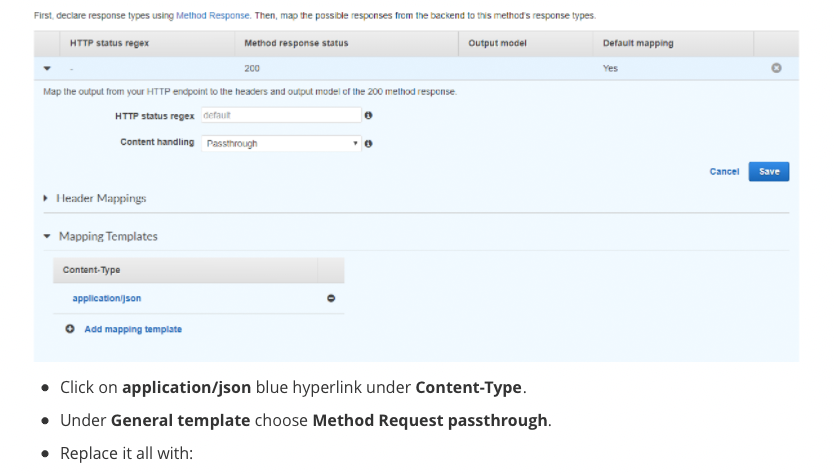 First, declare response types using Method Response. Then, map the possible responses from the backend to this method's response types.
HTTP status regex Method response status Output model Default mapping
- 200 Yes
Map the output from your HTTP endpoint to the headers and output model of the 200 method response.
HTTP status regex default
Content handling Passthrough
Cancel Save
Header Mappings
Mapping Templates
Content-Type
application/json
Add mapping template
• Click on application/json blue hyperlink under Content-Type.
• Under General template choose Method Request passthrough.
• Replace it all with: